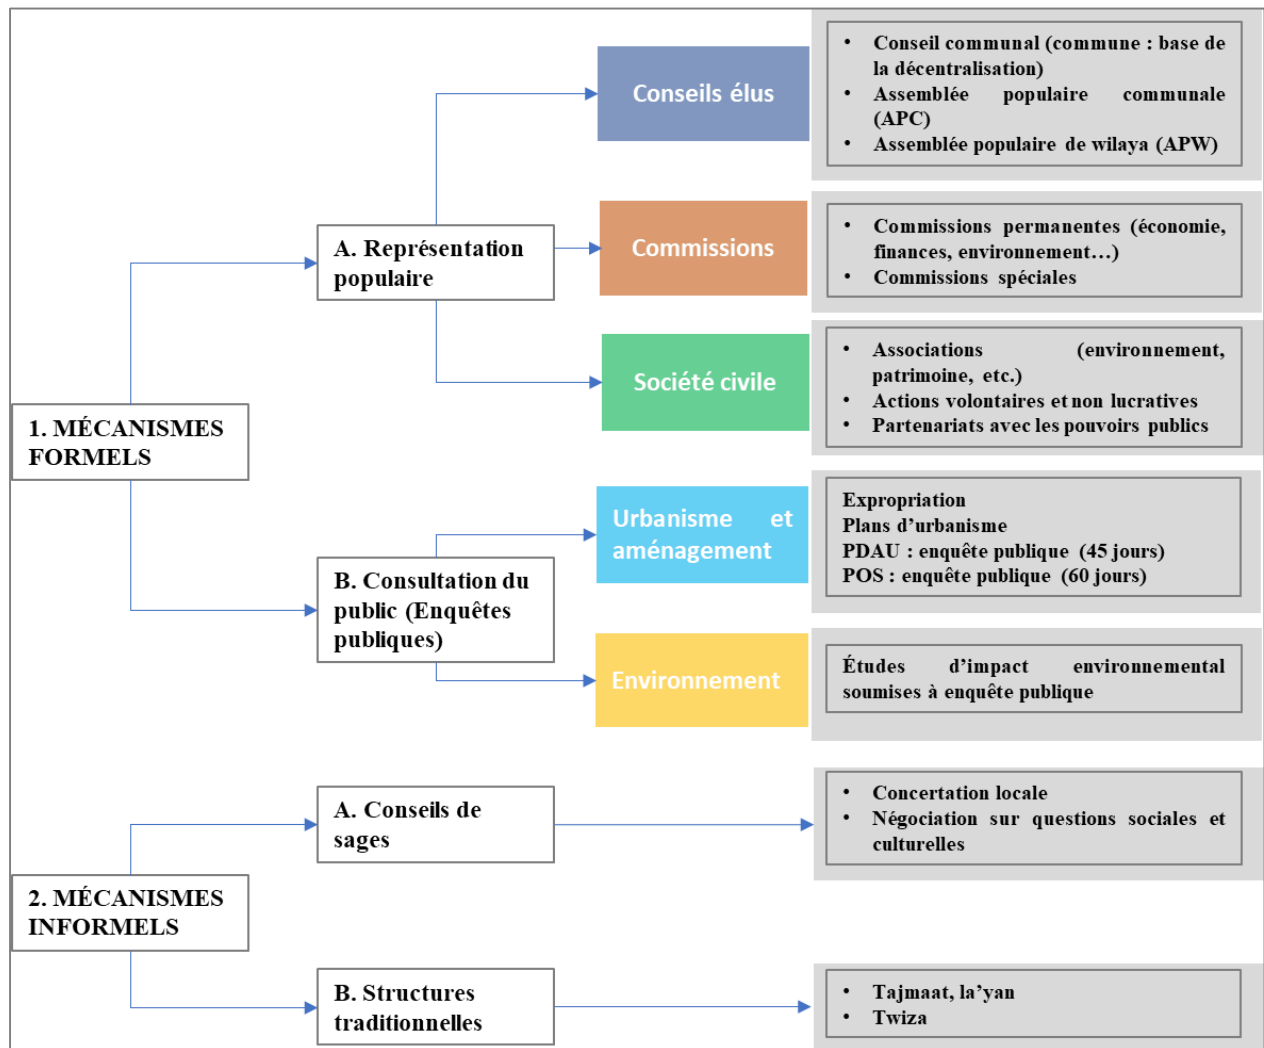 1. MÉCANISMES
FORMELS
A. Représentation
populaire
Conseils élus
• Conseil communal (commune : base de
la décentralisation)
• Assemblée populaire communale
(APC)
• Assemblée populaire de wilaya (APW)
Commissions
• Commissions permanentes (économie,
finances, environnement…)
• Commissions spéciales
Société civile
• Associations (environnement,
patrimoine, etc.)
• Actions volontaires et non lucratives
• Partenariats avec les pouvoirs publics
B. Consultation du
public (Enquêtes
publiques)
Urbanisme et
aménagement
Expropriation
Plans d’urbanisme
PDAU : enquête publique (45 jours)
POS : enquête publique (60 jours)
Environnement
Études d’impact environnemental
soumises à enquête publique
2. MÉCANISMES
INFORMELS
A. Conseils de
sages
• Concertation locale
• Négociation sur questions sociales et
culturelles
B. Structures
traditionnelles
• Tajmaat, la’yan
• Twiza